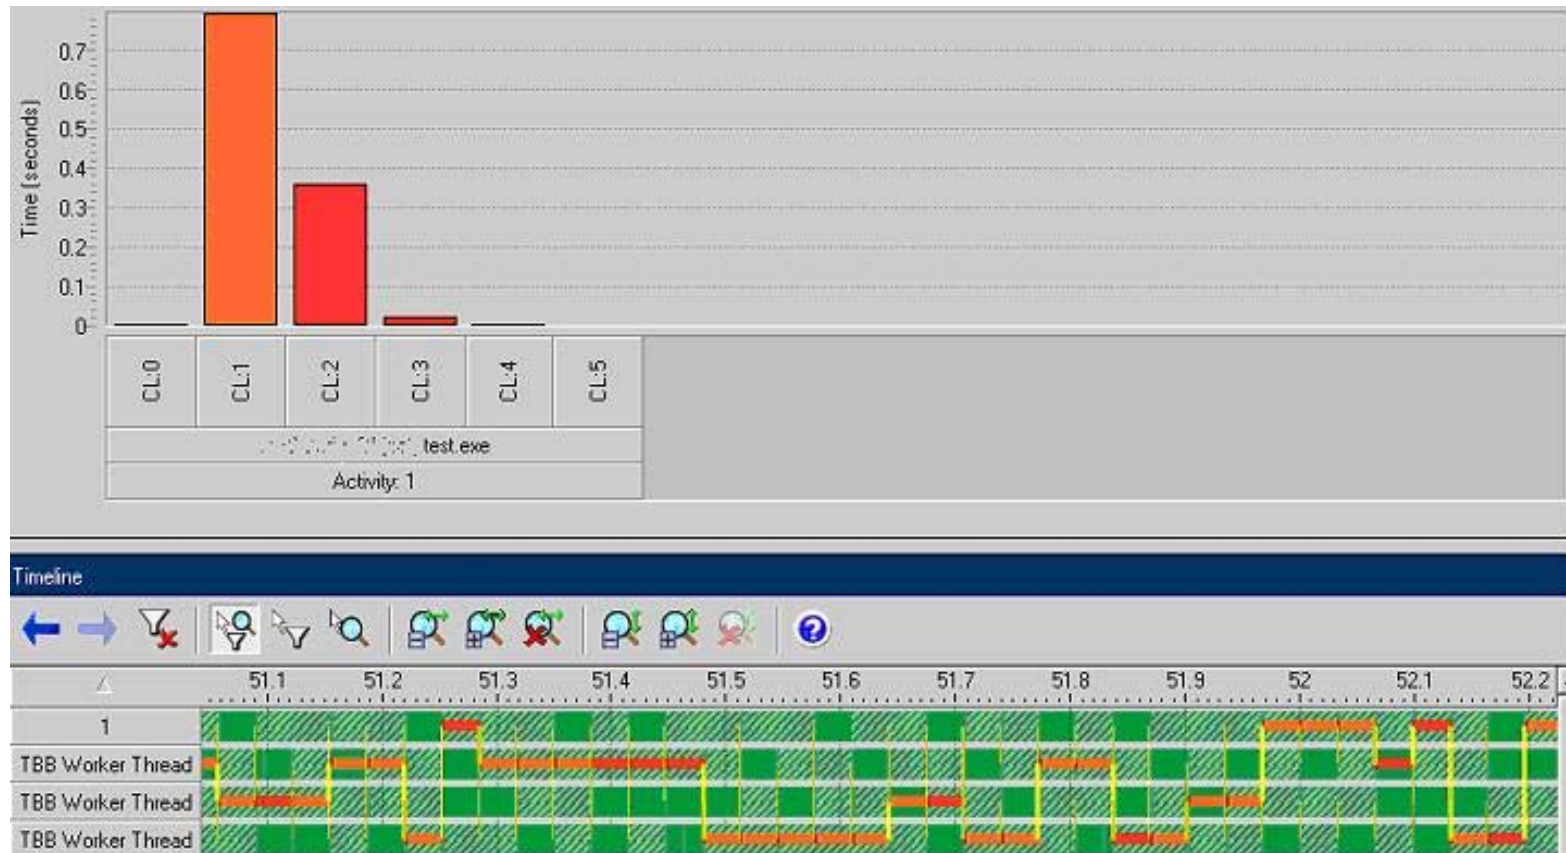 Time (seconds)
0.7
0.6
0.5
0.4
0.3
0.2
0.1
0
CL:0 CL:1 CL:2 CL:3 CL:4 CL:5
test.exe
Activity: 1
Timeline
51.1 51.2 51.3 51.4 51.5 51.6 51.7 51.8 51.9 52 52.1 52.2
1
TBB Worker Thread
TBB Worker Thread
TBB Worker Thread